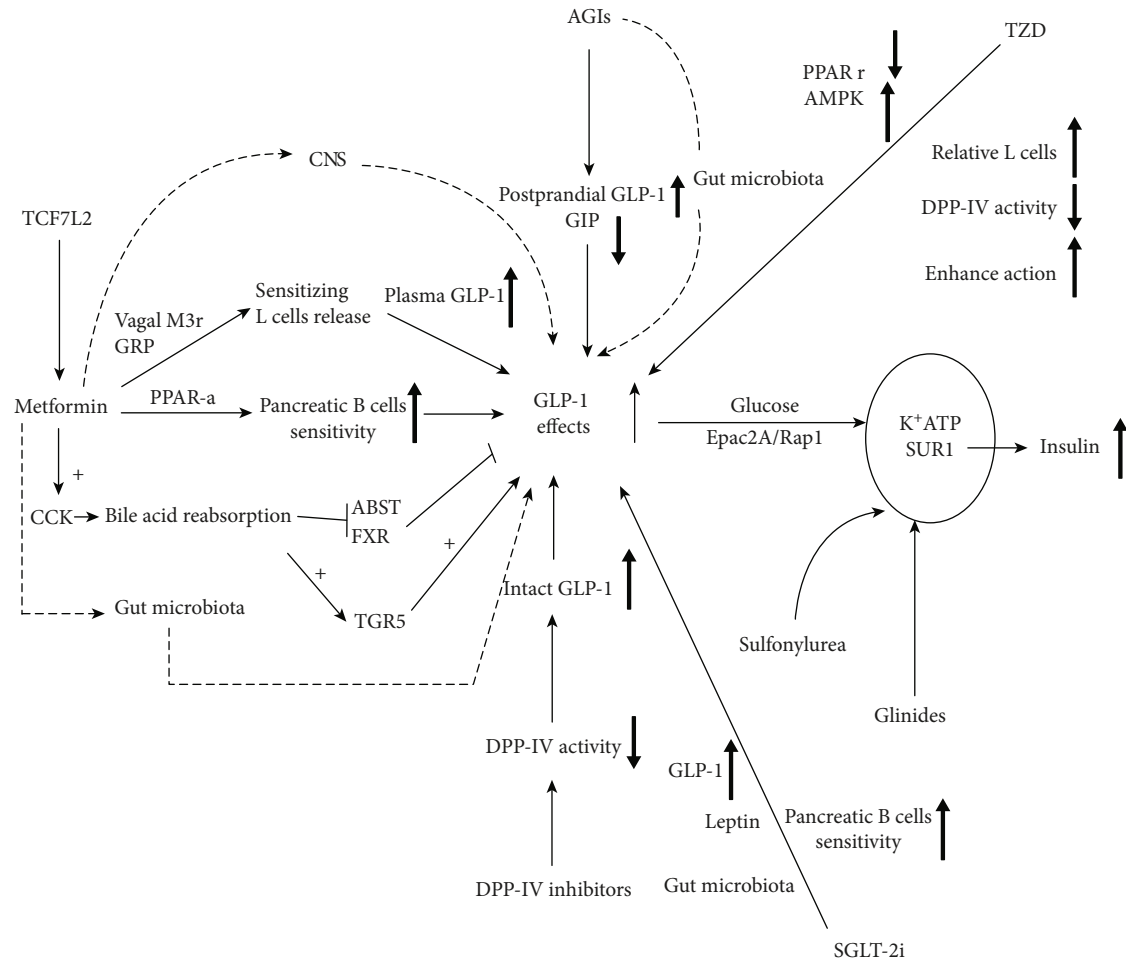 AGIs
TZD
PPAR r
AMPK
CNS
Relative L cells
Postprandial GLP-1
GIP
Gut microbiota
DPP-IV activity
TCF7L2
Enhance action
Sensitizing
L cells release
Plasma GLP-1
Vagal M3r
GRP
Metformin
PPAR-a
Pancreatic B cells
sensitivity
GLP-1
effects
Glucose
Epac2A/Rap1
K+ATP
SUR1
Insulin
+
CCK
Bile acid reabsorption
ABST
FXR
+
+
Intact GLP-1
Gut microbiota
TGR5
Sulfonylurea
Glinides
DPP-IV activity
GLP-1
Leptin
Pancreatic B cells
sensitivity
DPP-IV inhibitors
Gut microbiota
SGLT-2i